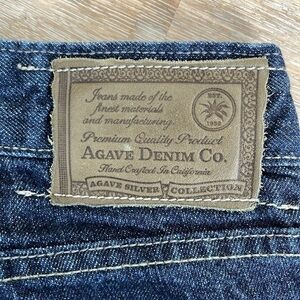 Jeans made of the
finest materials
and manufacturing.
EST.
Premium Quality Product
AGAVE DENIM CO.
Hand Crafted In California
AGAVE SILVER COLLECTION